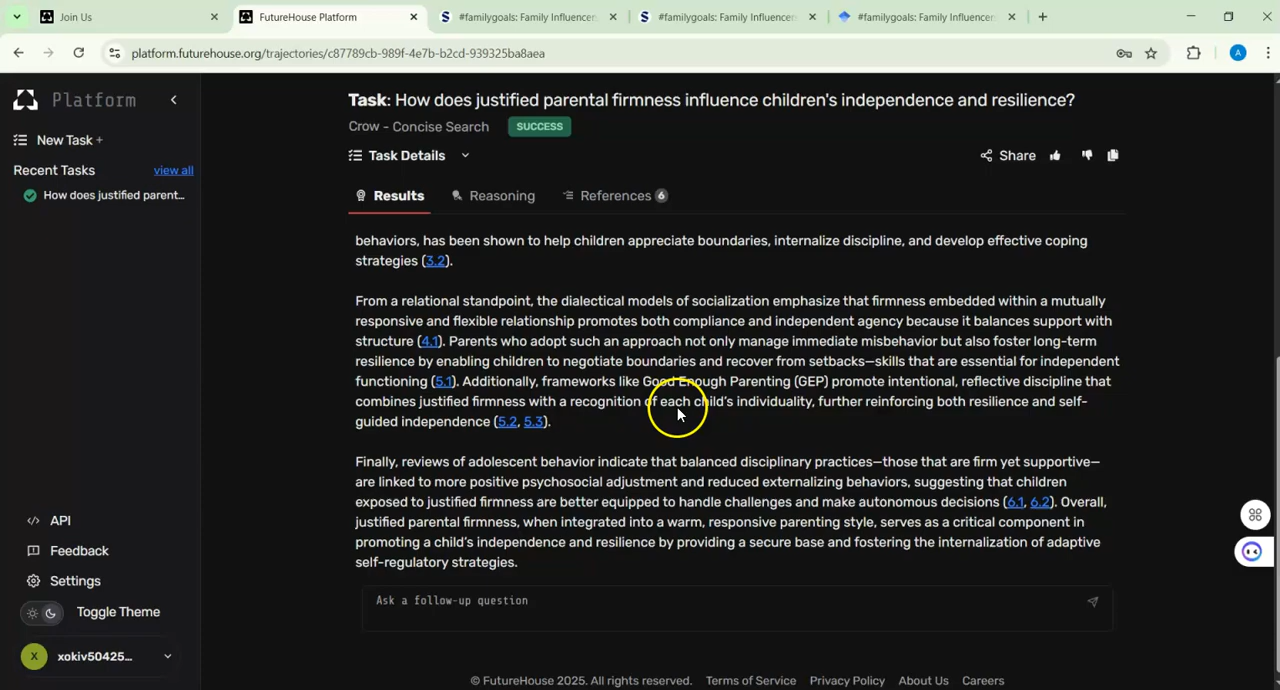 Join Us
FutureHouse Platform
#familygoals: Family Influencer
#familygoals: Family Influencer
#familygoals: Family Influencer
platform.futurehouse.org/trajectories/c87789cb-989f-4e7b-b2cd-939325ba8aea
A
Platform
New Task +
Recent Tasks
view all
How does justified parent...
Task: How does justified parental firmness influence children's independence and resilience?
Crow - Concise Search
SUCCESS
Task Details
Share
Results
Reasoning
References 6
behaviors, has been shown to help children appreciate boundaries, internalize discipline, and develop effective coping
strategies (3.2).
From a relational standpoint, the dialectical models of socialization emphasize that firmness embedded within a mutually
responsive and flexible relationship promotes both compliance and independent agency because it balances support with
structure (4.1). Parents who adopt such an approach not only manage immediate misbehavior but also foster long-term
resilience by enabling children to negotiate boundaries and recover from setbacks—skills that are essential for independent
functioning (5.1). Additionally, frameworks like Good Enough Parenting (GEP) promote intentional, reflective discipline that
combines justified firmness with a recognition of each child's individuality, further reinforcing both resilience and self-
guided independence (5.2, 5.3).
Finally, reviews of adolescent behavior indicate that balanced disciplinary practices—those that are firm yet supportive—
are linked to more positive psychosocial adjustment and reduced externalizing behaviors, suggesting that children
exposed to justified firmness are better equipped to handle challenges and make autonomous decisions (6.1, 6.2). Overall,
justified parental firmness, when integrated into a warm, responsive parenting style, serves as a critical component in
promoting a child's independence and resilience by providing a secure base and fostering the internalization of adaptive
self-regulatory strategies.
Ask a follow-up question
API
Feedback
Settings
Toggle Theme
X
xokiv50425...
© FutureHouse 2025. All rights reserved.
Terms of Service
Privacy Policy
About Us
Careers